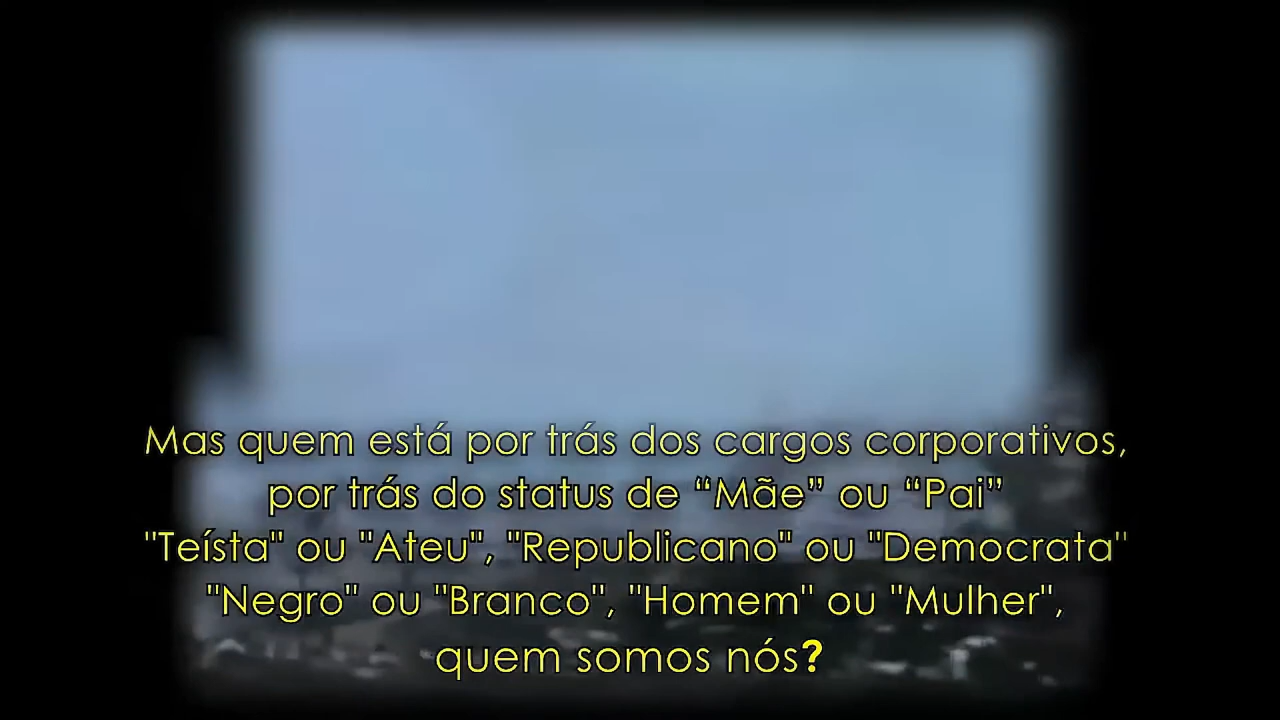 Mas quem está por trás dos cargos corporativos,
por trás do status de “Mãe” ou “Pai”
"Teísta" ou "Ateu", "Republicano" ou "Democrata"
"Negro" ou "Branco", "Homem" ou "Mulher",
quem somos nós?